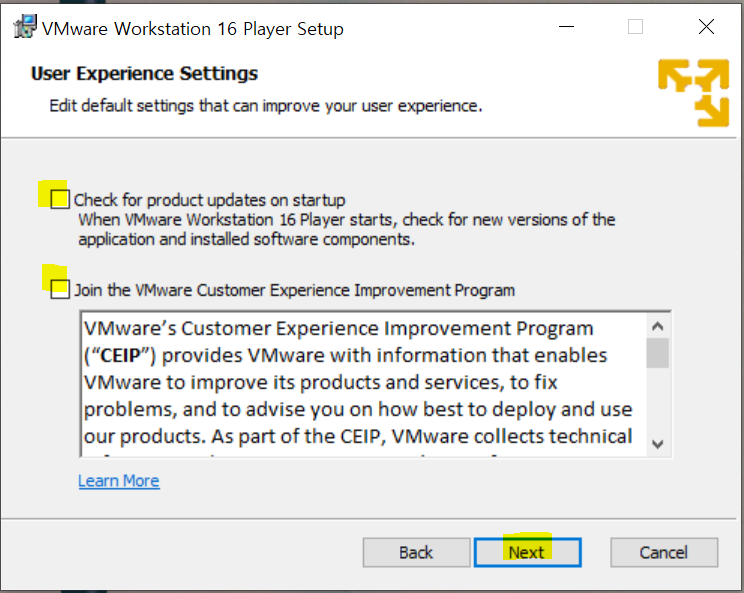 VMware Workstation 16 Player Setup
User Experience Settings
Edit default settings that can improve your user experience.
Check for product updates on startup
When VMware Workstation 16 Player starts, check for new versions of the
application and installed software components.
Join the VMware Customer Experience Improvement Program
VMware's Customer Experience Improvement Program
("CEIP") provides VMware with information that enables
VMware to improve its products and services, to fix
problems, and to advise you on how best to deploy and use
our products. As part of the CEIP, VMware collects technical
Learn More
Back
Next
Cancel